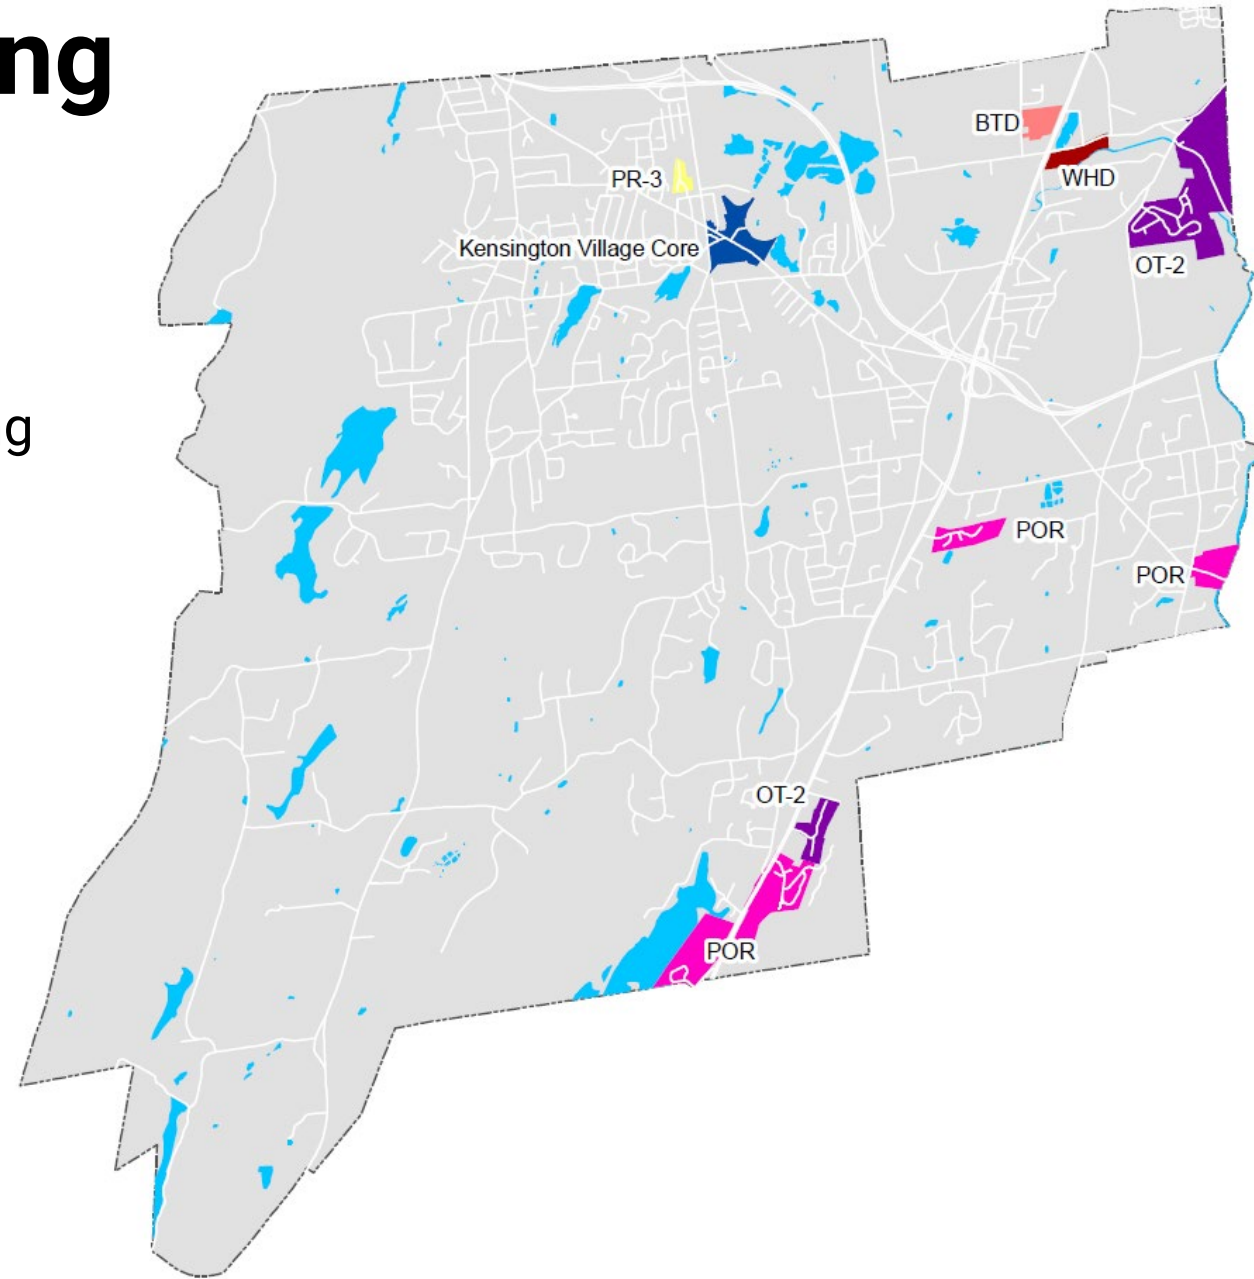 ng
g
BTD
PR-3
WHD
Kensington Village Core
OT-2
POR
POR
OT-2
POR